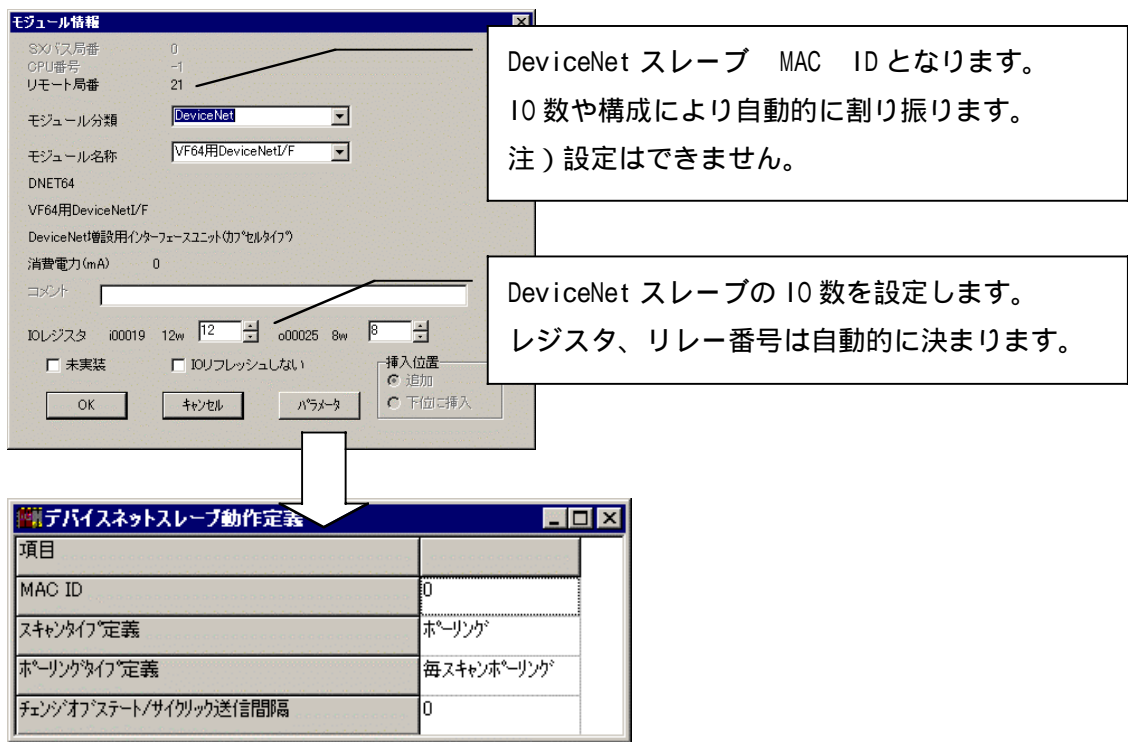 モジュール情報
SXバス局番 0
CPU番号 -1
リモート局番 21
モジュール分類 DeviceNet
モジュール名称 VF64用DeviceNetI/F
DNET64
VF64用DeviceNetI/F
DeviceNet増設用インターフェースユニット(ｶﾌﾟｾﾙﾀｲﾌﾟ)
消費電力(mA) 0
コメント
IOレジスタ i00019 12w 12 o00025 8w 8
未実装 IOリフレッシュしない 挿入位置
追加
下位に挿入
OK キャンセル ﾊﾟﾗﾒｰﾀ
DeviceNet スレーブ MAC ID となります。
IO 数や構成により自動的に割り振ります。
注）設定はできません。
DeviceNet スレーブの IO 数を設定します。
レジスタ、リレー番号は自動的に決まります。
デバイスネットスレーブ動作定義
項目
MAC ID 0
ｽｷｬﾝﾀｲﾌﾟ定義 ﾎﾟｰﾘﾝｸﾞ
ﾎﾟｰﾘﾝｸﾞﾀｲﾌﾟ定義 毎スキャンﾎﾟｰﾘﾝｸﾞ
ﾁｪﾝｼﾞｵﾌﾞｽﾃｰﾄ/ｻｲｸﾘｯｸ送信間隔 0